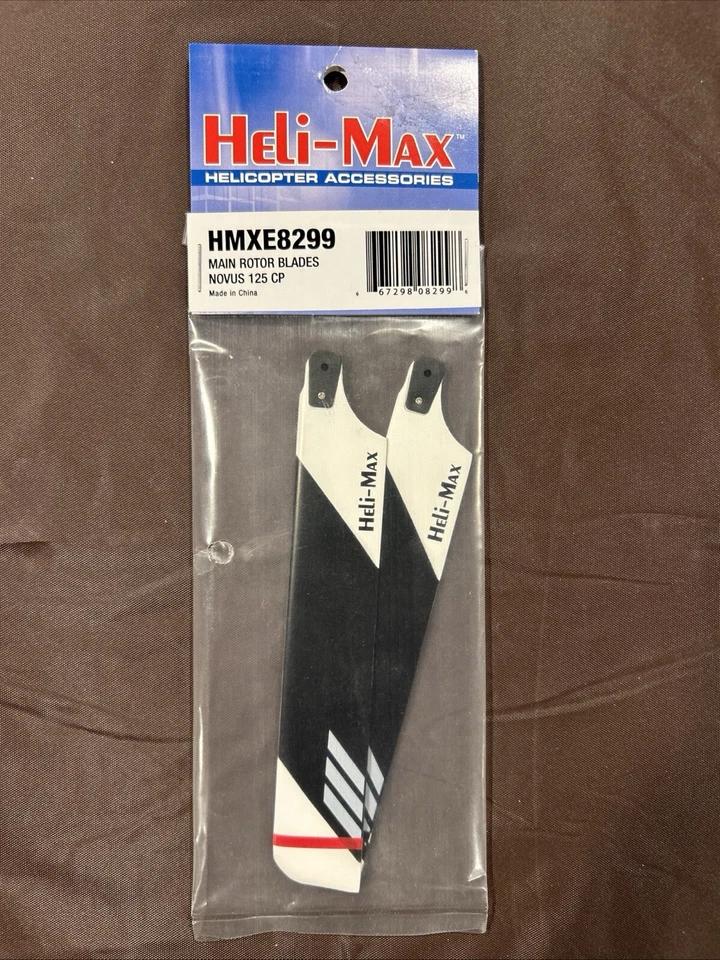 Heli-Max™
HELICOPTER ACCESSORIES
HMXE8299
MAIN ROTOR BLADES
NOVUS 125 CP
Made in China
67298 08299
Heli-Max
Heli-Max